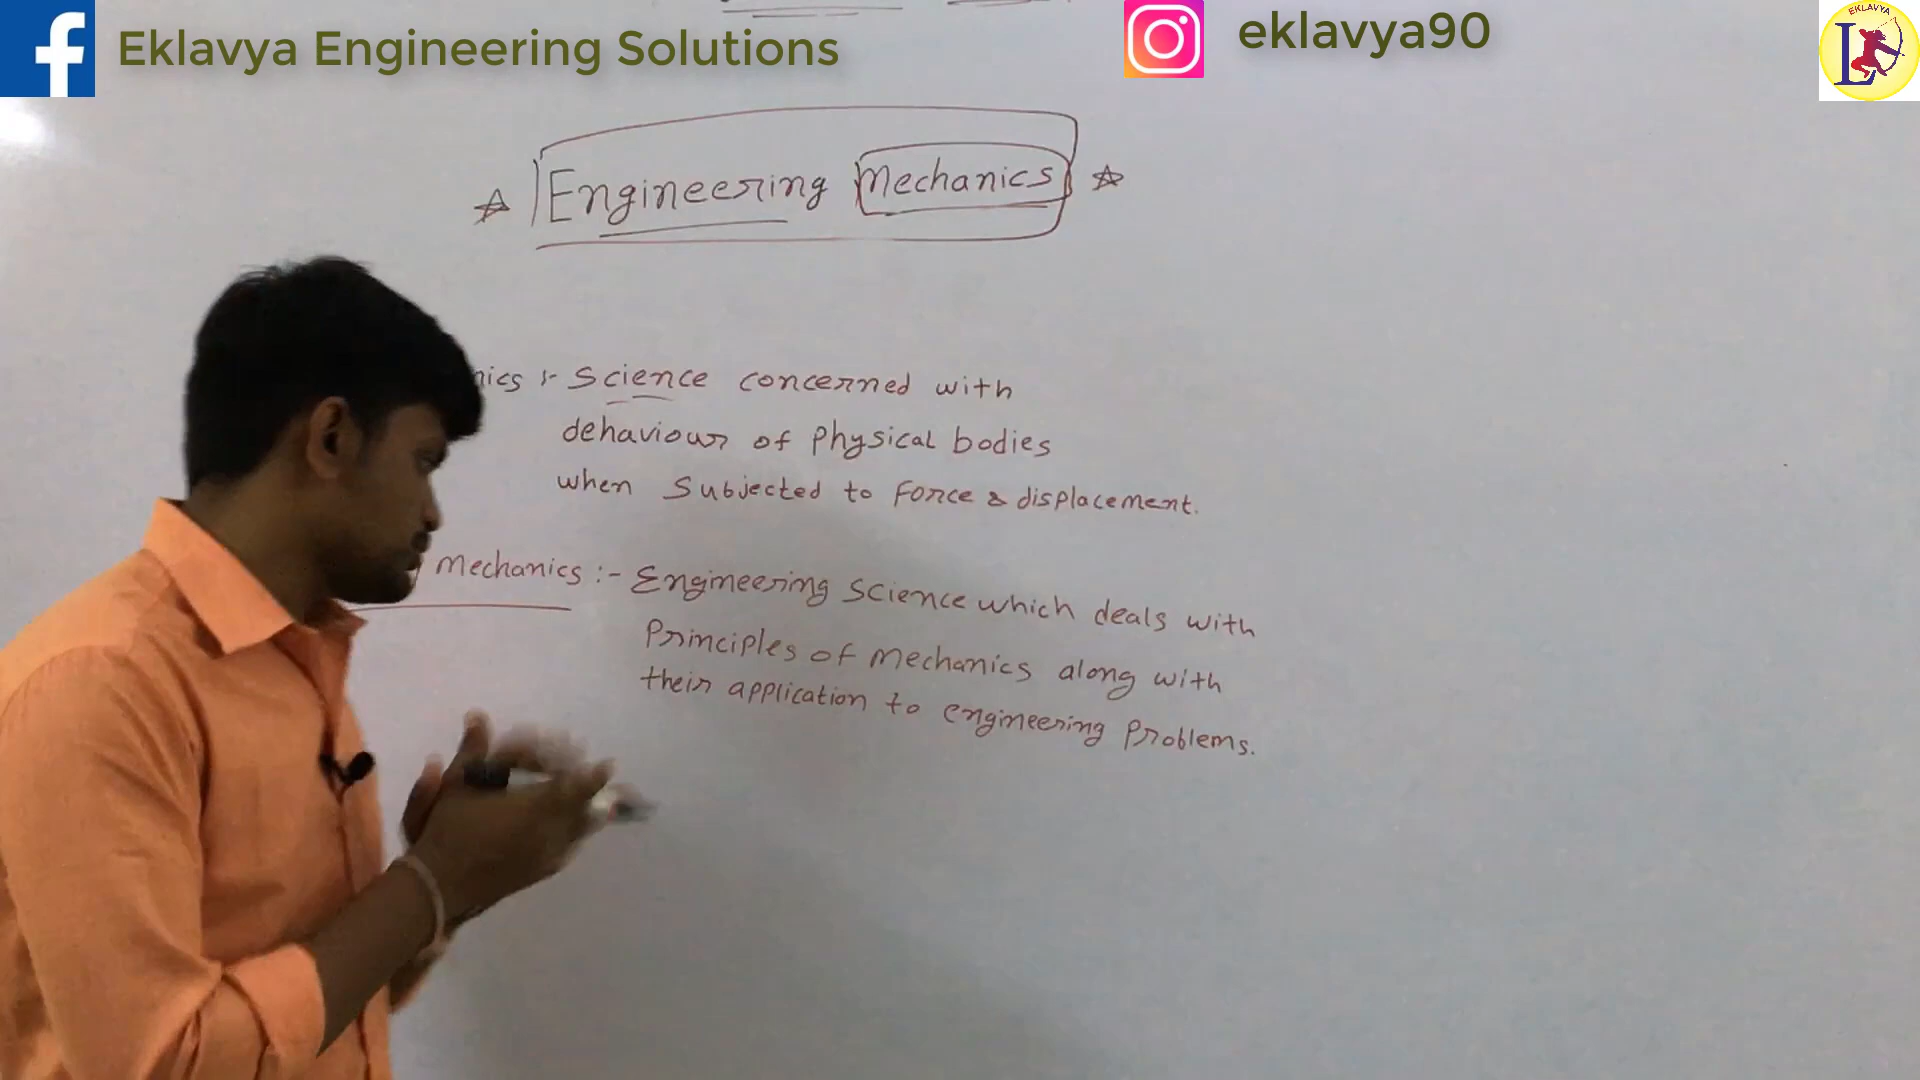 Eklavya Engineering Solutions
eklavya90
EKLAVYA
L
Engineering Mechanics
:- Science concerned with
dehaviour of Physical bodies
when Subjected to Force & displacement.
Mechanics :- Engineering Science which deals with
Principles of Mechanics along with
their application to engineering Problems.